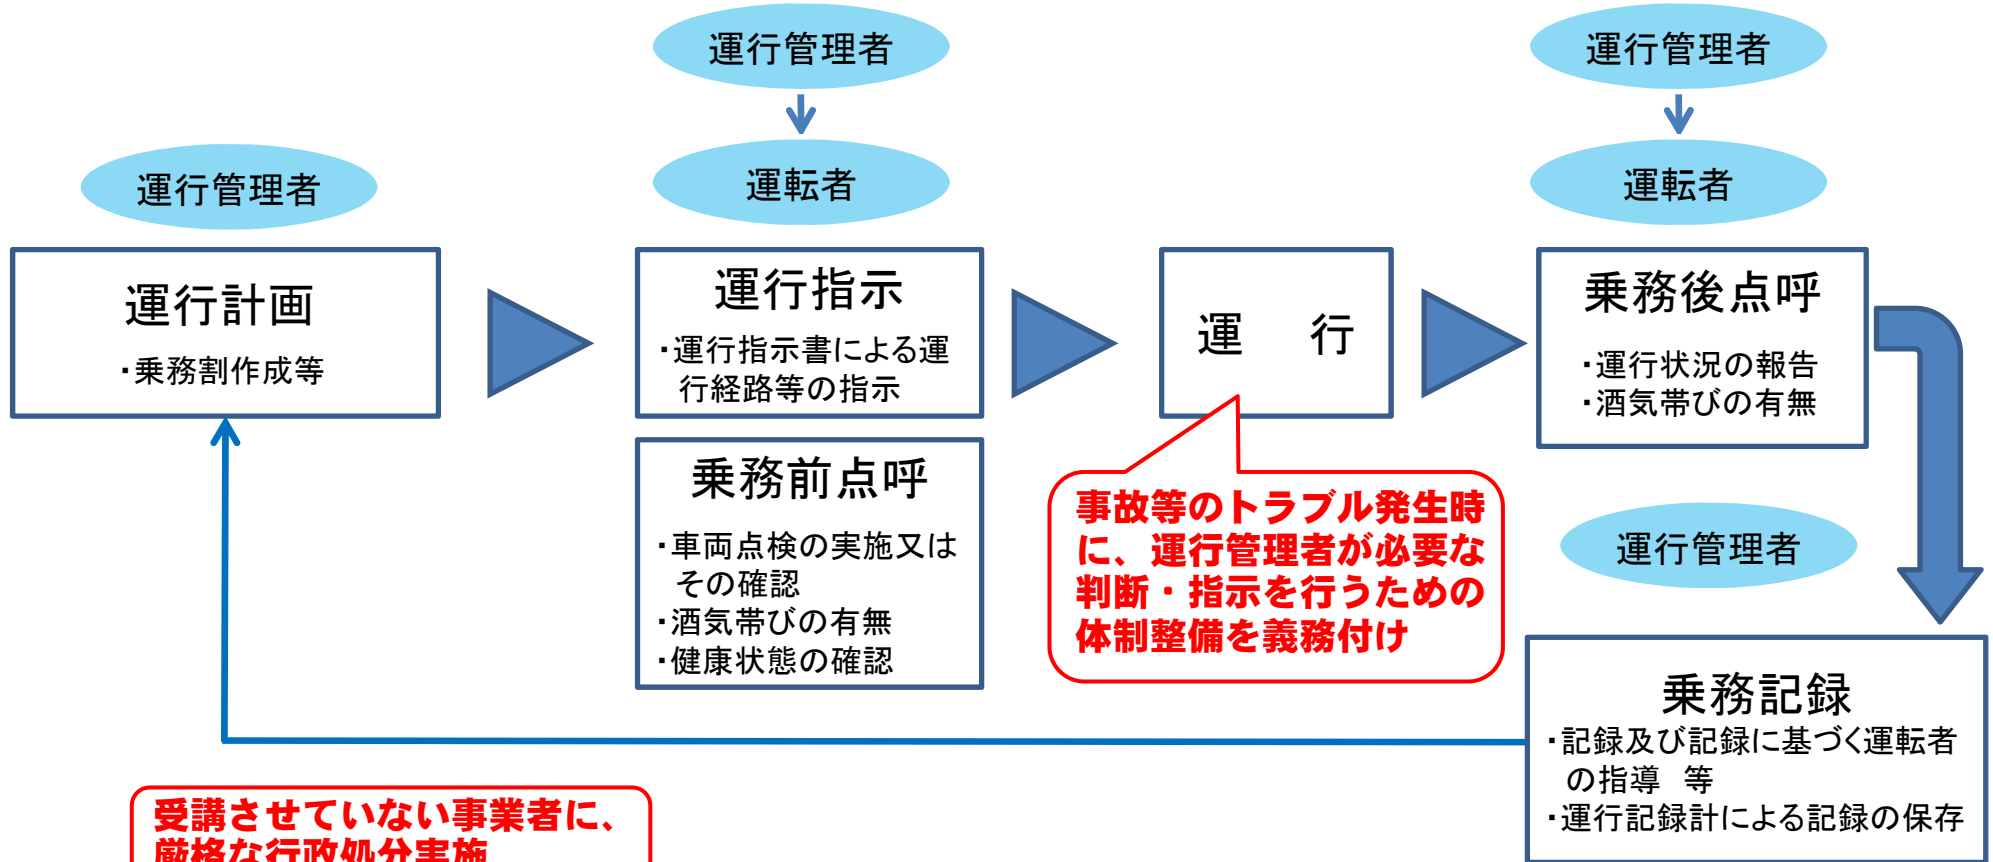 運行管理者
運行計画
・乗務割作成等
運行管理者
運転者
運行指示
・運行指示書による運
行経路等の指示
乗務前点呼
・車両点検の実施又は
その確認
・酒気帯びの有無
・健康状態の確認
運　行
事故等のトラブル発生時
に、運行管理者が必要な
判断・指示を行うための
体制整備を義務付け
運行管理者
運転者
乗務後点呼
・運行状況の報告
・酒気帯びの有無
運行管理者
乗務記録
・記録及び記録に基づく運転者
の指導　等
・運行記録計による記録の保存
受講させていない事業者に、
厳格な行政処分実施